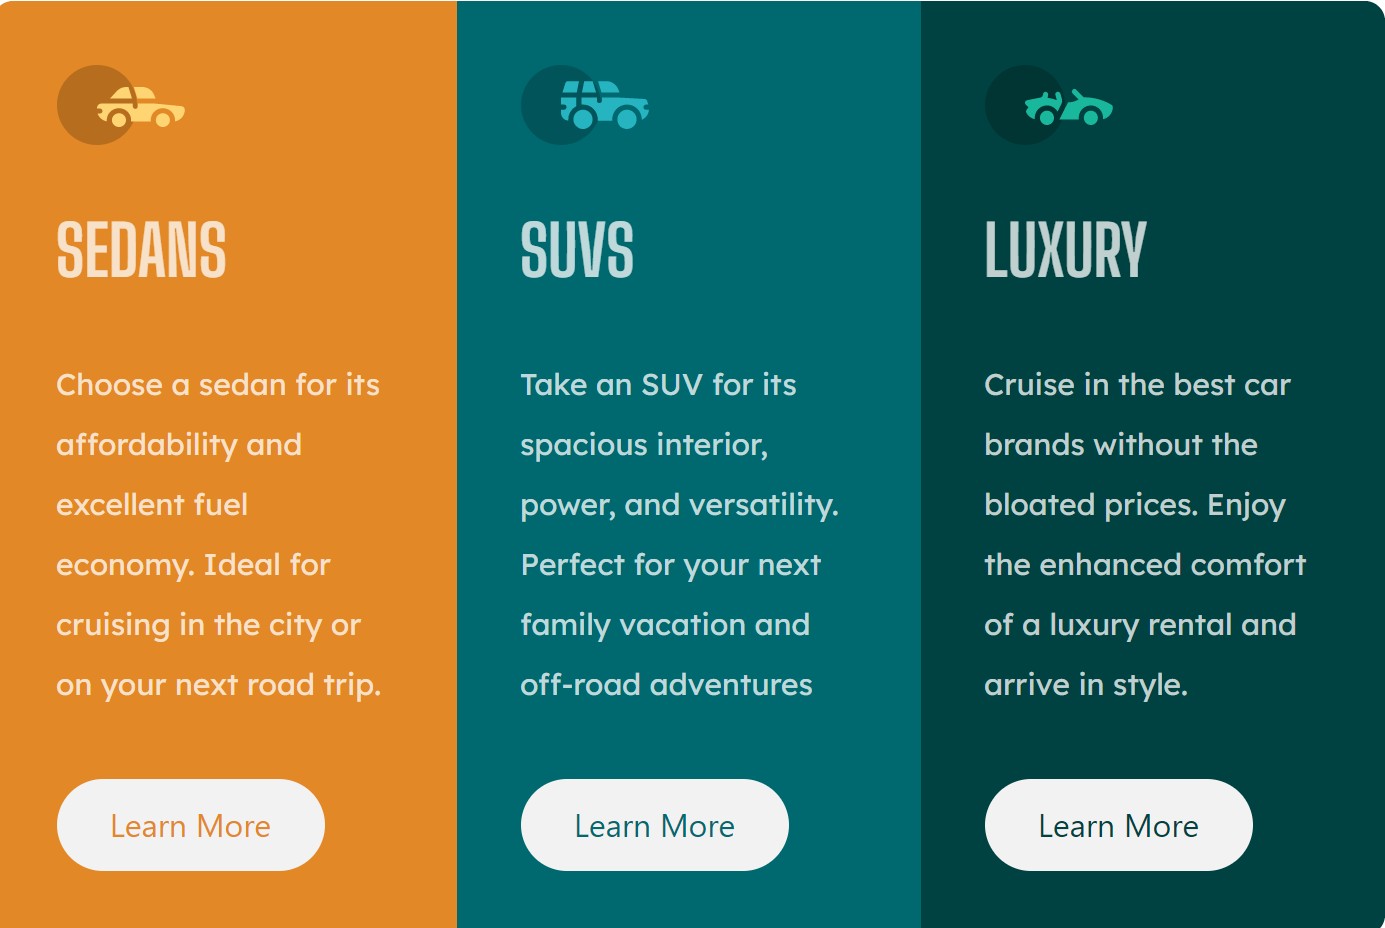 SEDANS
Choose a sedan for its
affordability and
excellent fuel
economy. Ideal for
cruising in the city or
on your next road trip.
Learn More
SUVS
Take an SUV for its
spacious interior,
power, and versatility.
Perfect for your next
family vacation and
off-road adventures
Learn More
LUXURY
Cruise in the best car
brands without the
bloated prices. Enjoy
the enhanced comfort
of a luxury rental and
arrive in style.
Learn More